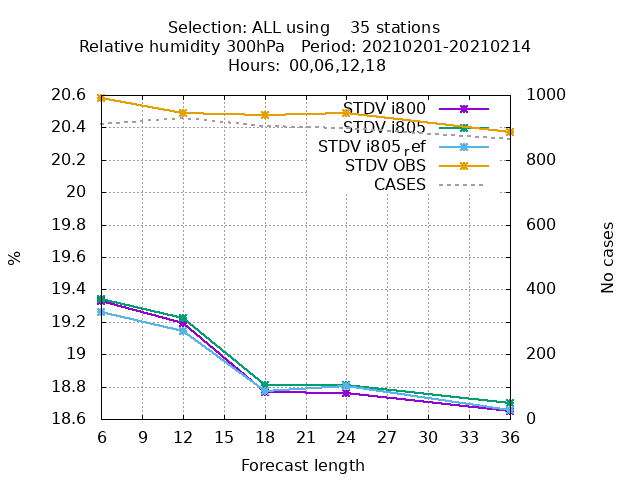 Selection: ALL using    35 stations
Relative humidity 300hPa   Period: 20210201-20210214
Hours: 00,06,12,18
20.6
20.4
20.2
20
19.8
19.6
19.4
19.2
19
18.8
18.6
1000
800
600
400
200
0
6 9 12 15 18 21 24 27 30 33 36
%
No cases
Forecast length
STDV i800
STDV i805
STDV i805,ef
STDV OBS
CASES